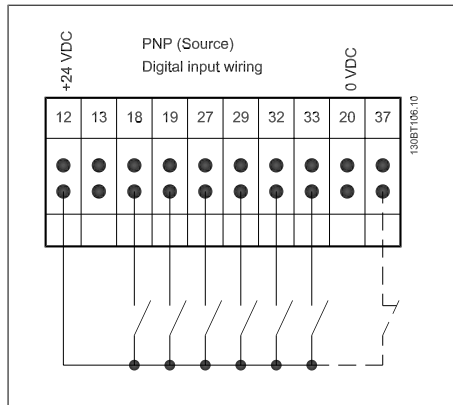 PNP (Source)
Digital input wiring
+24 VDC
0 VDC
12 13 18 19 27 29 32 33 20 37
130BT106.10